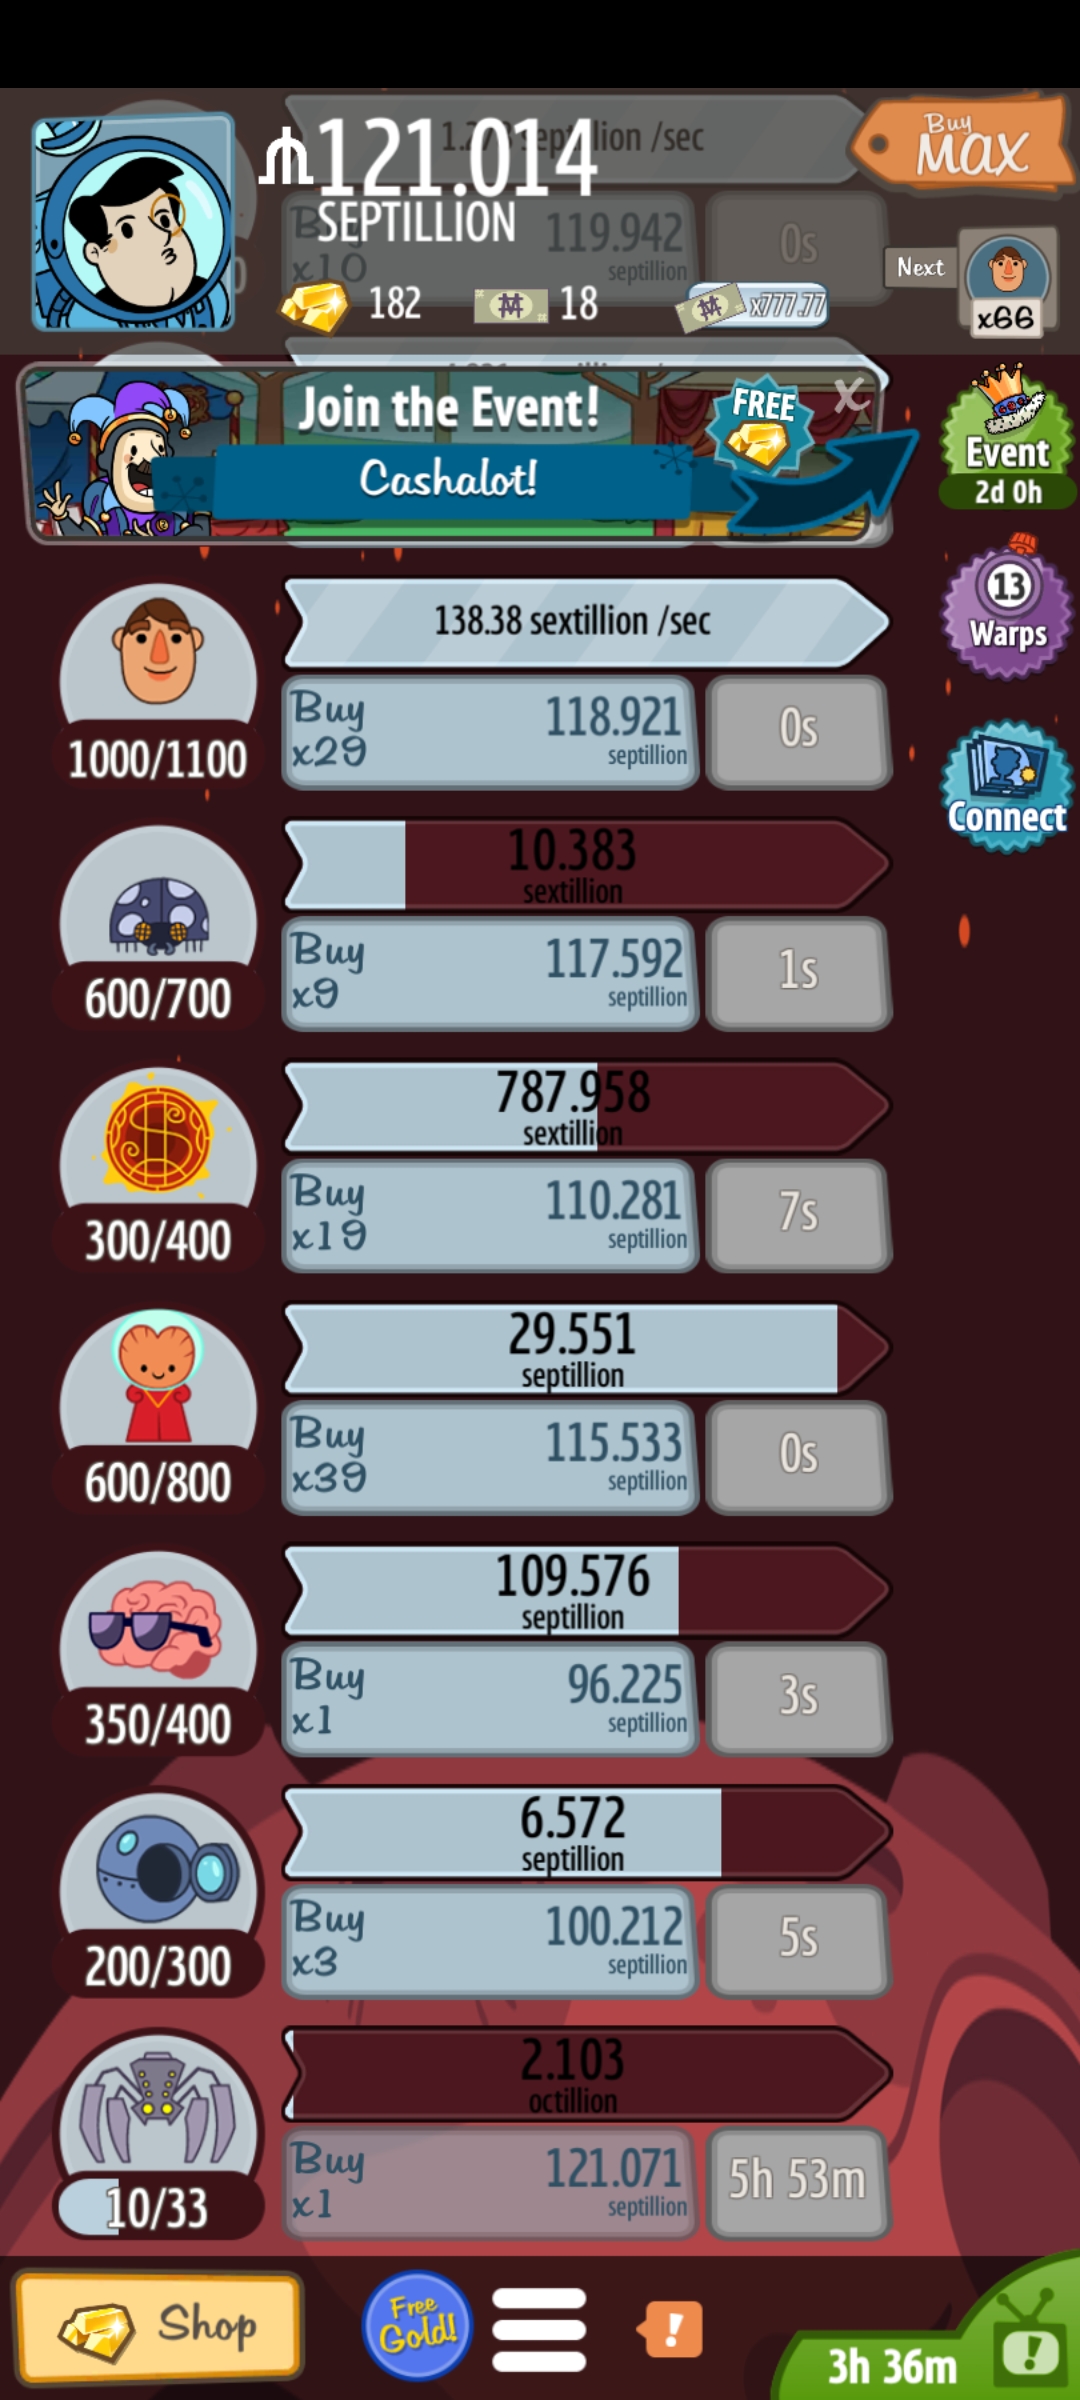 121.014
SEPTILLION
Buy
MAX
182
18
x777.77
Next
x66
/sec
119.942
septillion
0s
x10
Join the Event!
Cashalot!
FREE
X
Event
2d 0h
13
Warps
Connect
138.38 sextillion /sec
Buy
x29
118.921
septillion
0s
1000/1100
10.383
sextillion
Buy
x9
117.592
septillion
1s
600/700
787.958
sextillion
Buy
x19
110.281
septillion
7s
300/400
29.551
septillion
Buy
x39
115.533
septillion
0s
600/800
109.576
septillion
Buy
x1
96.225
septillion
3s
350/400
6.572
septillion
Buy
x3
100.212
septillion
5s
200/300
2.103
octillion
Buy
x1
121.071
septillion
5h 53m
10/33
Shop
Free
Gold!
!
3h 36m
!